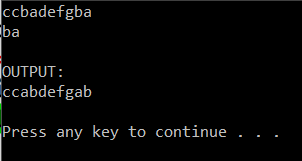 ccbadefgba
ba
OUTPUT:
ccabdefgab
Press any key to continue . . .